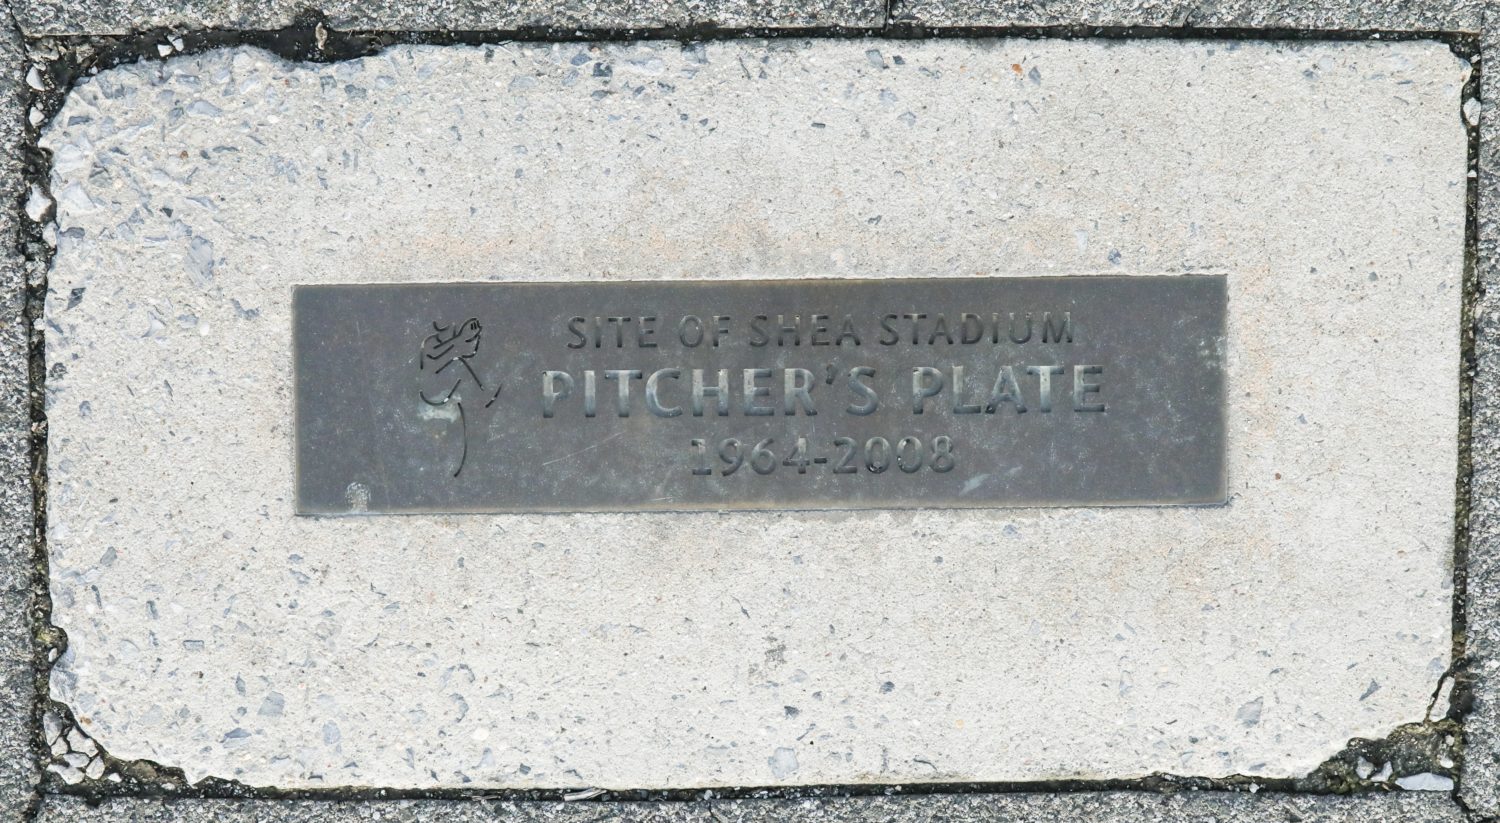 SITE OF SHEA STADIUM
PITCHER'S PLATE
1964-2008